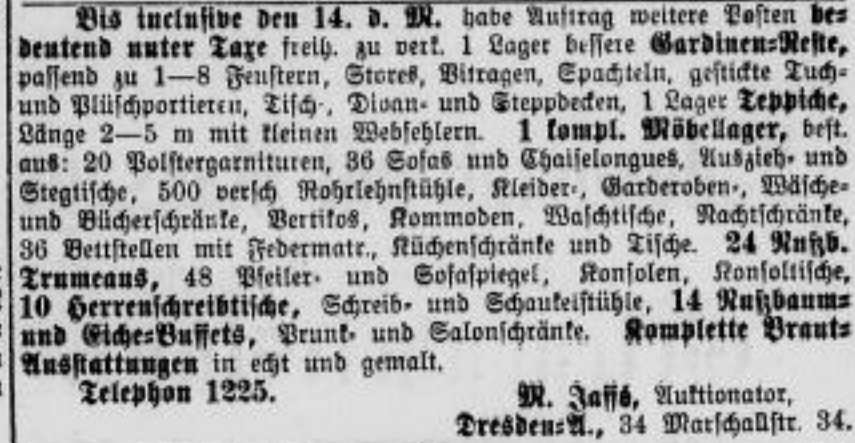 Bis inclusive den 14. d. M. habe Auftrag weitere Posten be-
deutend unter Taxe freih. zu verk. 1 Lager bessere Gardinen-Reste,
passend zu 1—8 Fenstern, Stores, Vitragen, Spachteln, gestickte Tuch-
und Plüschportieren, Tisch-, Divan- und Steppdecken, 1 Lager Teppiche,
Länge 2—5 m mit kleinen Webfehlern. 1 kompl. Möbellager, best.
aus: 20 Polstergarnituren, 36 Sofas und Chaiselongues, Auszieh- und
Stegtische, 500 versch Rohrlehnstühle, Kleider-, Garderoben-, Wäsche-
und Bücherschränke, Vertikos, Kommoden, Waschtische, Nachtschränke,
36 Bettstellen mit Federmatr., Küchenschränke und Tische. 24 Nußb.
Trumeaus, 48 Pfeiler- und Sofaspiegel, Konsolen, Konsoltische,
10 Herrenschreibtische, Schreib- und Schaukelstühle, 14 Nußbaum-
und Eiche-Buffets, Prunk- und Salonschränke. Komplette Braut-
Ausstattungen in echt und gemalt.
Telephon 1225.
M. Jaffé, Auktionator,
Dresden-A., 34 Marschallstr. 34.